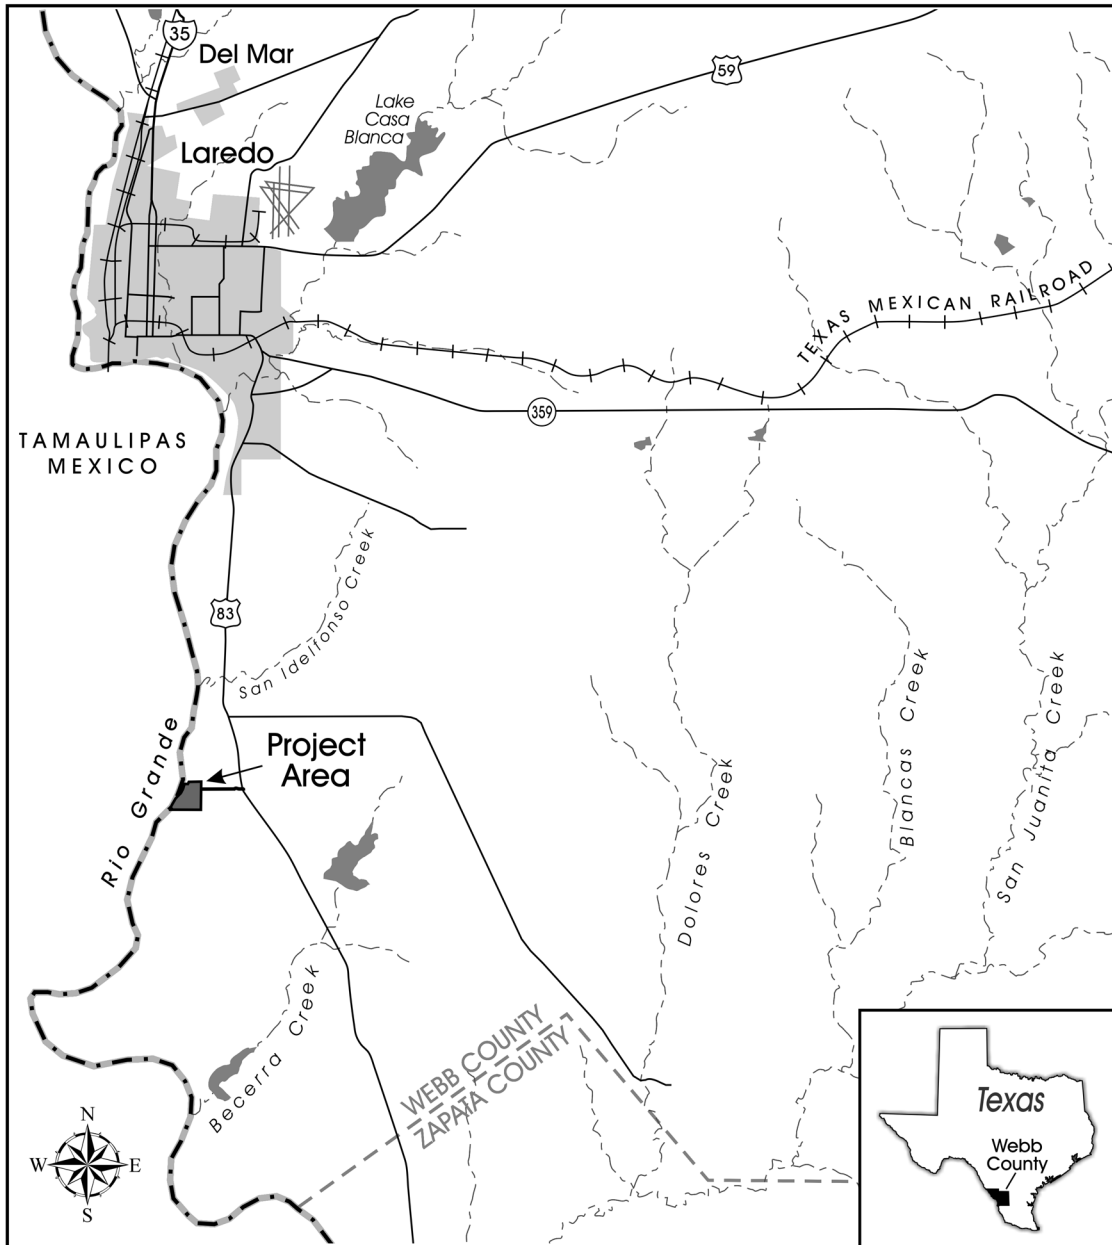 35
Del Mar
59
Lake
Casa
Blanca
Laredo
TEXAS MEXICAN RAILROAD
359
TAMAULIPAS
MEXICO
San Idelfonso Creek
83
Rio Grande
Project
Area
Dolores Creek
Blancas Creek
San Juanita Creek
Becerra Creek
WEBB COUNTY
ZAPATA COUNTY
N
W E
S
Texas
Webb
County